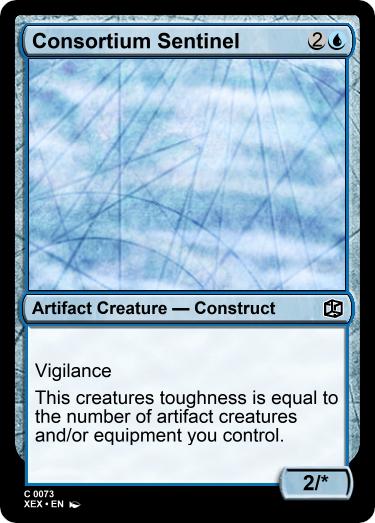 Consortium Sentinel 2
Artifact Creature — Construct
Vigilance
This creatures toughness is equal to
the number of artifact creatures
and/or equipment you control.
2/*
C 0073
XEX • EN